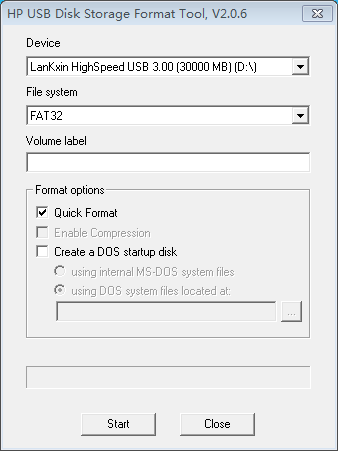 HP USB Disk Storage Format Tool, V2.0.6
Device
LanKxin HighSpeed USB 3.00 (30000 MB) (D:\)
File system
FAT32
Volume label
Format options
Quick Format
Enable Compression
Create a DOS startup disk
using internal MS-DOS system files
using DOS system files located at:
...
Start Close